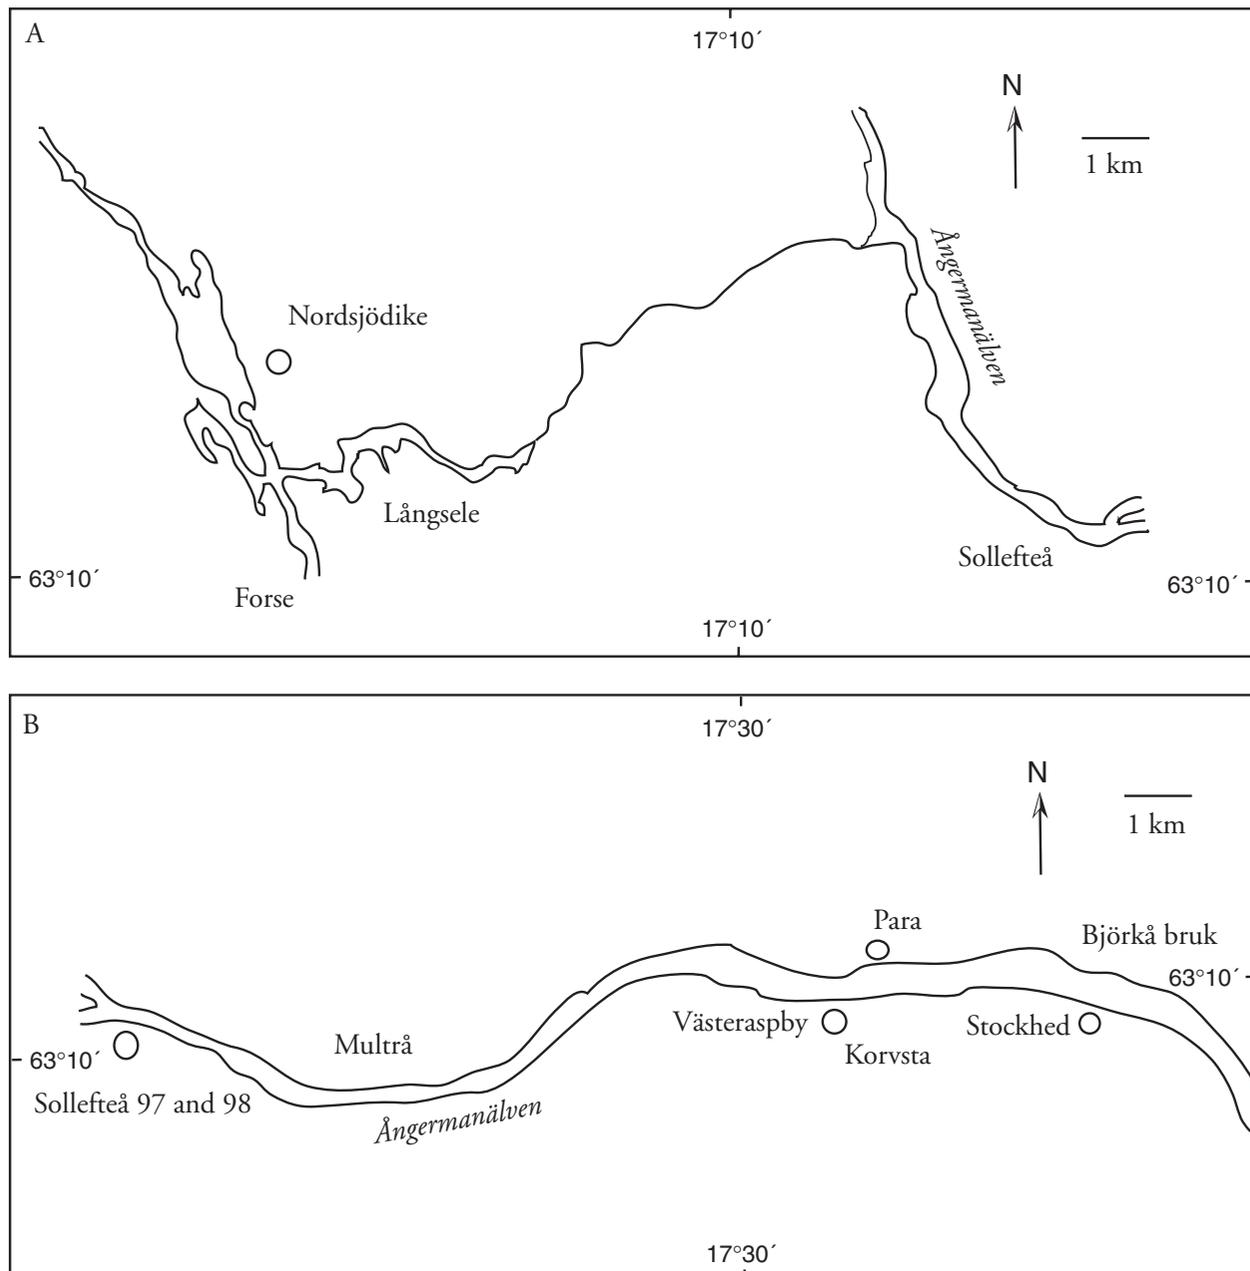 A
17°10´
N
1 km
Ångermanälven
Nordsjödike
Långsele
Sollefteå
63°10´
63°10´
Forse
17°10´
B
17°30´
N
1 km
Para
Björkå bruk
63°10´
Västeraspby
Stockhed
Multrå
Korvsta
63°10´
Sollefteå 97 and 98
Ångermanälven
17°30´